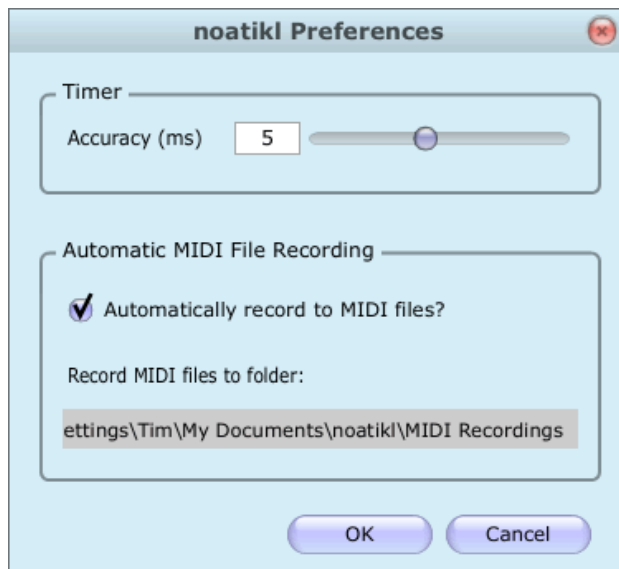 noatikl Preferences
Timer
Accuracy (ms) 5
Automatic MIDI File Recording
Automatically record to MIDI files?
Record MIDI files to folder:
ettings\Tim\My Documents\noatikl\MIDI Recordings
OK Cancel